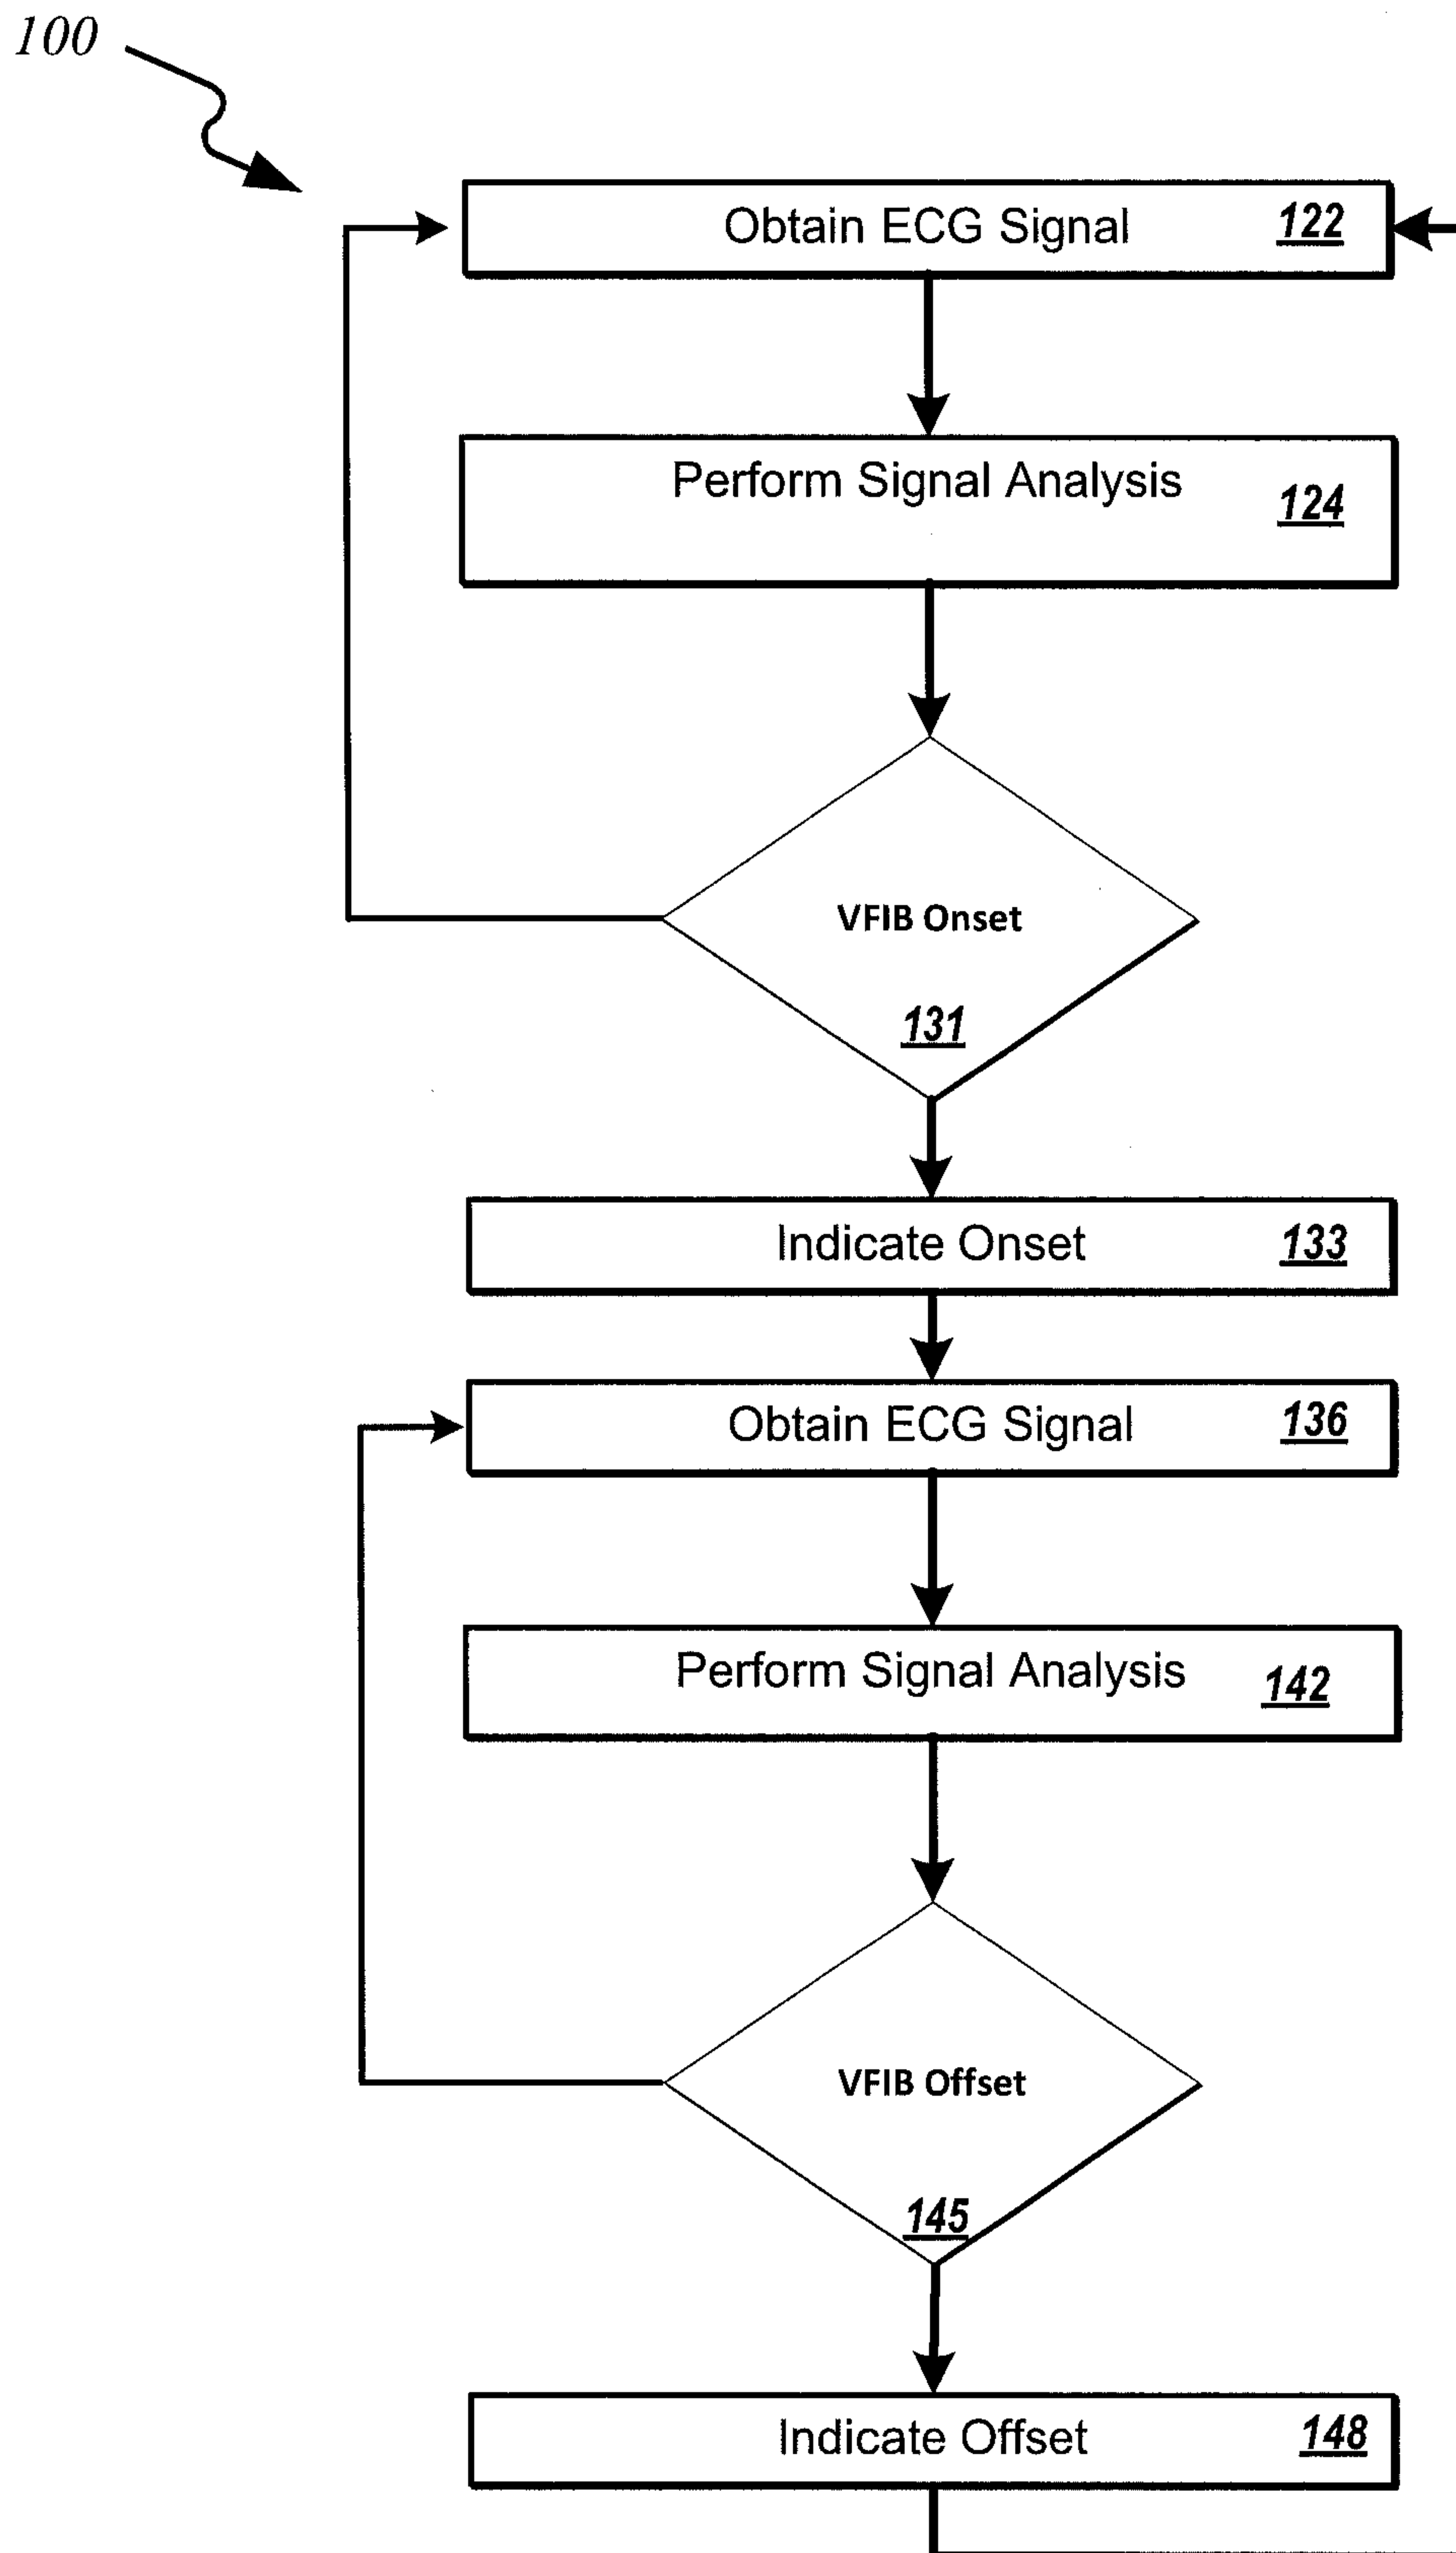 100
Obtain ECG Signal 122
Perform Signal Analysis 124
VFIB Onset
131
Indicate Onset 133
Obtain ECG Signal 136
Perform Signal Analysis 142
VFIB Offset
145
Indicate Offset 148